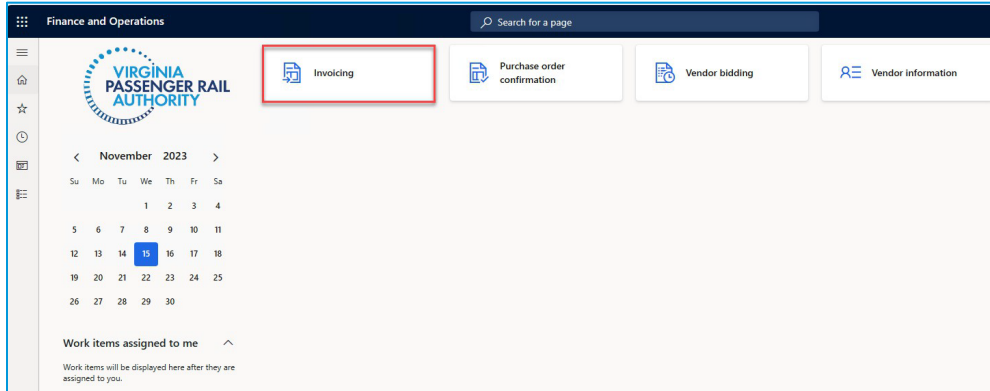 Finance and Operations
Search for a page
VIRGINIA
PASSENGER RAIL
AUTHORITY
Invoicing
Purchase order
confirmation
Vendor bidding
Vendor information
November 2023
Su Mo Tu We Th Fr Sa
1 2 3 4
5 6 7 8 9 10 11
12 13 14 15 16 17 18
19 20 21 22 23 24 25
26 27 28 29 30
Work items assigned to me
Work items will be displayed here after they are
assigned to you.